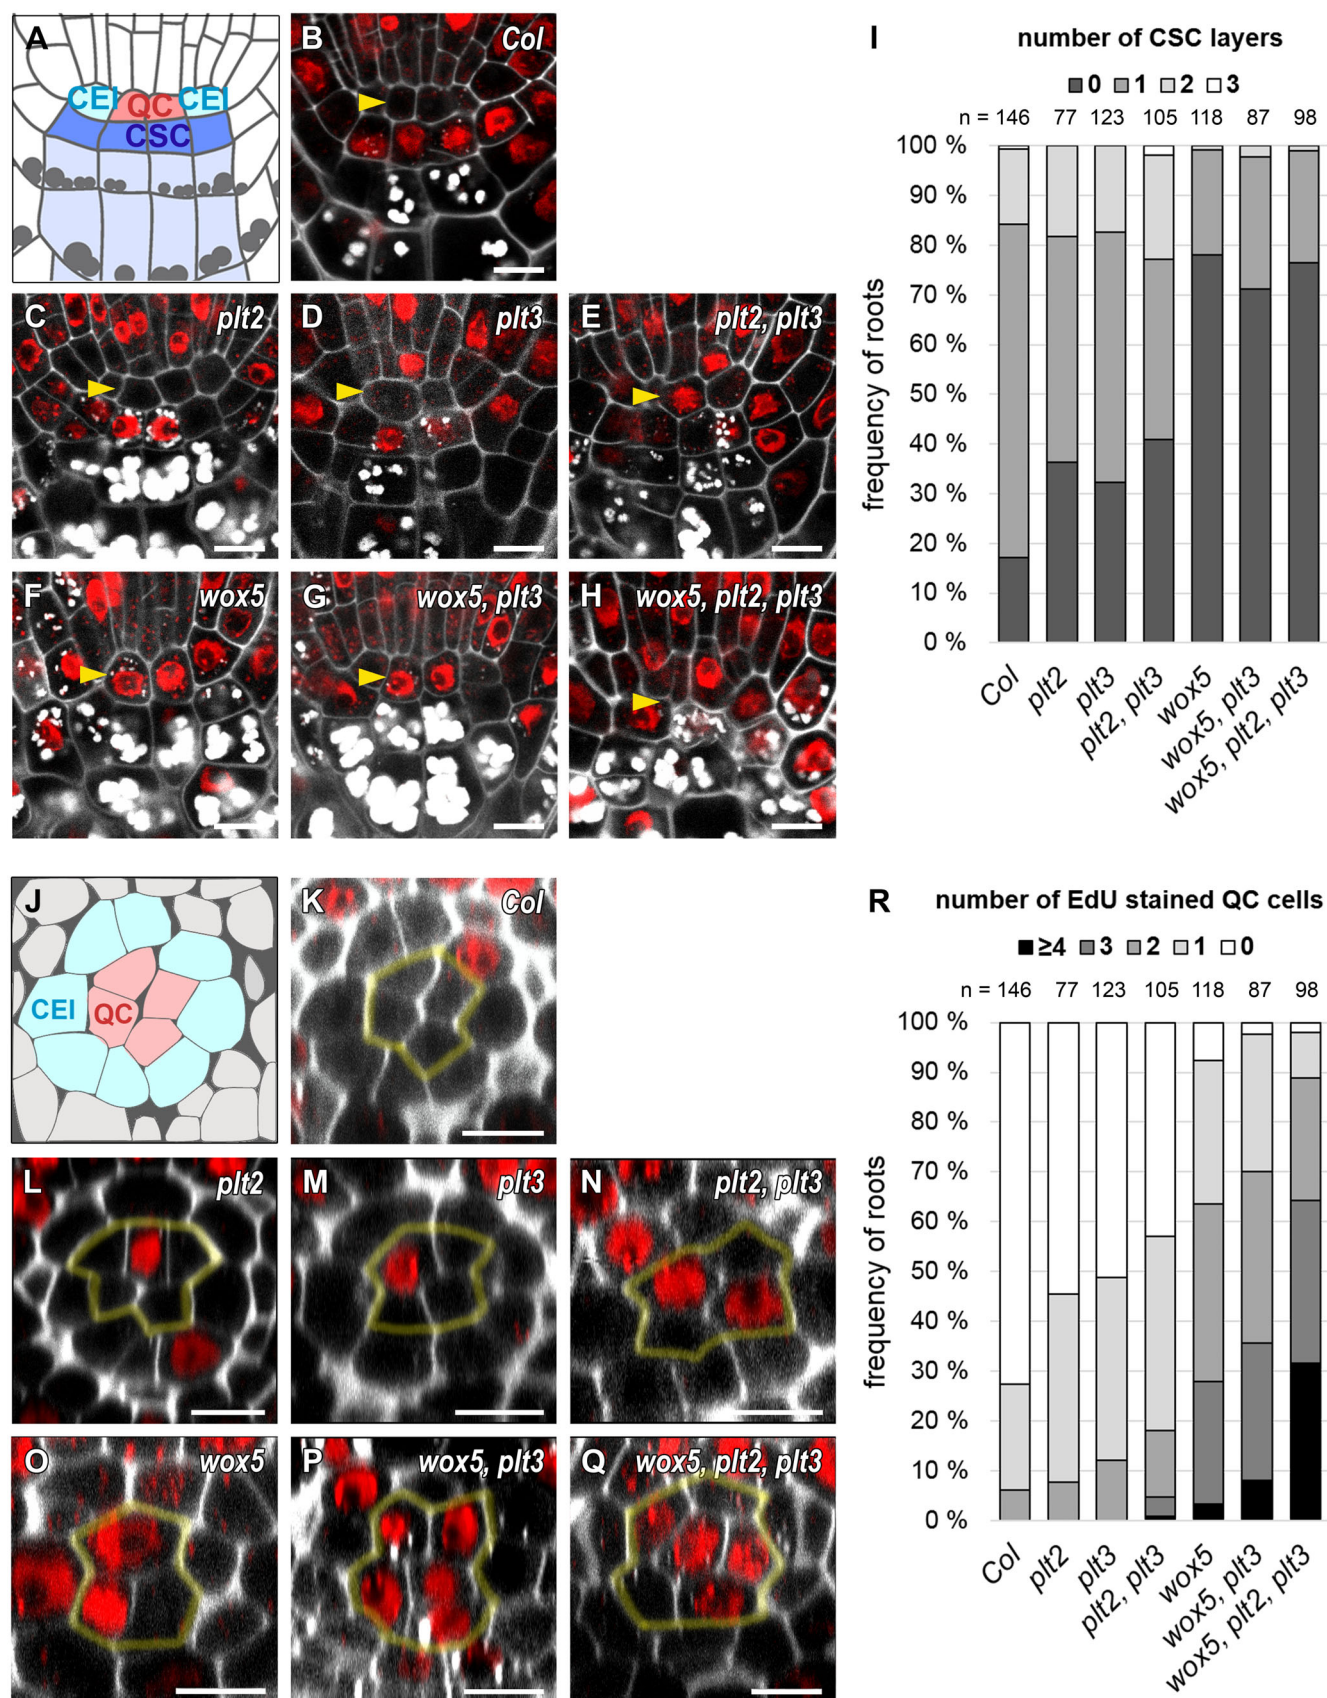 A
CEI QC CEI
CSC
B
Col
C
plt2
D
plt3
E
plt2, plt3
F
wox5
G
wox5, plt3
H
wox5, plt2, plt3
I
number of CSC layers
0 1 2 3
n = 146 77 123 105 118 87 98
100 %
90 %
80 %
70 %
60 %
50 %
40 %
30 %
20 %
10 %
0 %
frequency of roots
Col
plt2
plt3
plt2, plt3
wox5
wox5, plt3
wox5, plt2, plt3
J
CEI QC
K
Col
L
plt2
M
plt3
N
plt2, plt3
O
wox5
P
wox5, plt3
Q
wox5, plt2, plt3
R
number of EdU stained QC cells
≥4 3 2 1 0
n = 146 77 123 105 118 87 98
100 %
90 %
80 %
70 %
60 %
50 %
40 %
30 %
20 %
10 %
0 %
frequency of roots
Col
plt2
plt3
plt2, plt3
wox5
wox5, plt3
wox5, plt2, plt3